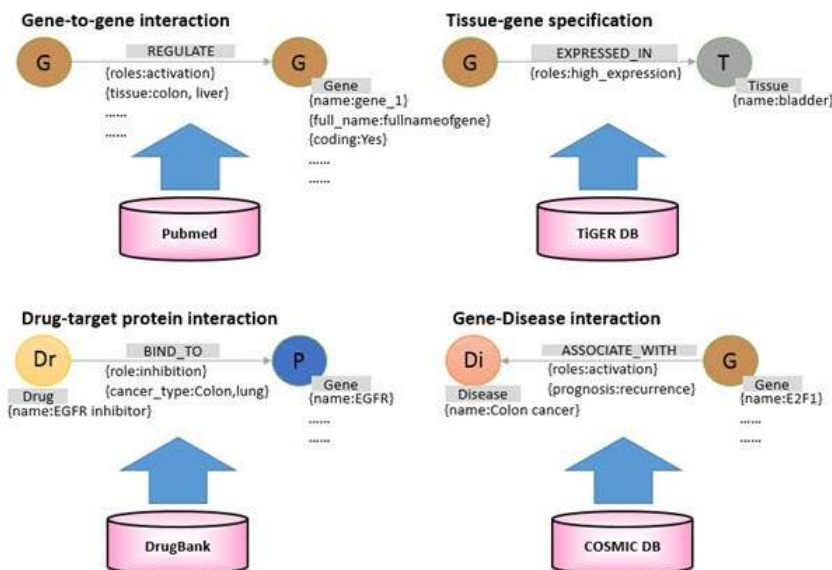 Gene-to-gene interaction
G
REGULATE
G
{roles:activation}
{tissue:colon, liver}
......
......
Gene
{name:gene_1}
{full_name:fullnameofgene}
{coding:Yes}
......
......
Pubmed
Tissue-gene specification
G
EXPRESSED_IN
T
{roles:high_expression}
Tissue
{name:bladder}
TiGER DB
Drug-target protein interaction
Dr
BIND_TO
P
{role:inhibition}
{cancer_type:Colon,lung}
Drug
{name:EGFR inhibitor}
Gene
{name:EGFR}
......
......
DrugBank
Gene-Disease interaction
Di
ASSOCIATE_WITH
G
{roles:activation}
{prognosis:recurrence}
Disease
{name:Colon cancer}
Gene
{name:E2F1}
......
......
COSMIC DB